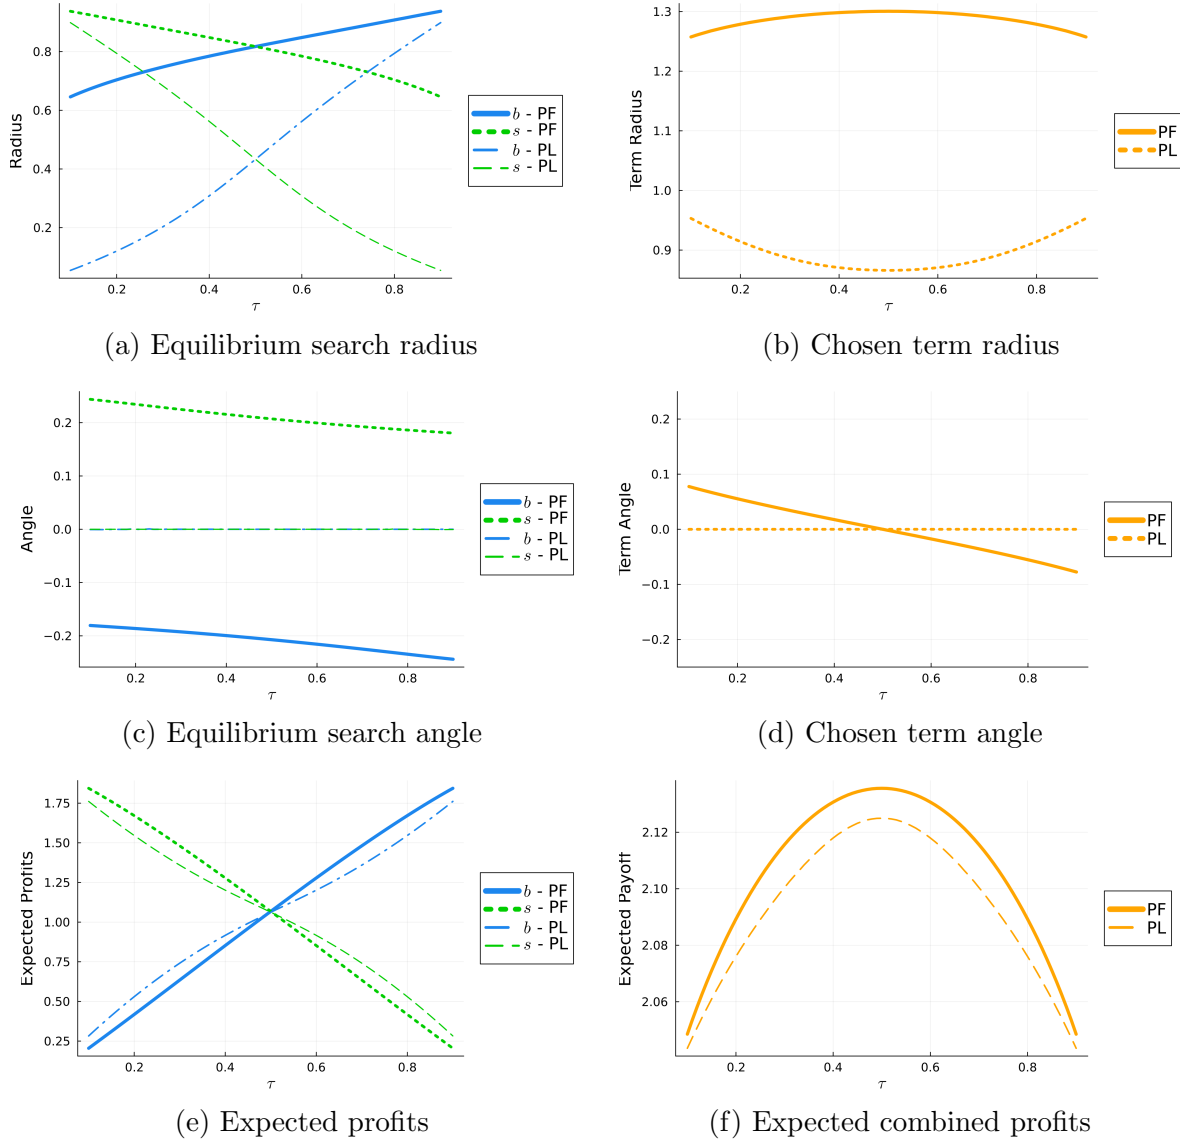 0.8
0.6
0.4
0.2
Radius
0.2
0.4
0.6
0.8
τ
b - PF
s - PF
b - PL
s - PL
(a) Equilibrium search radius
1.3
1.2
1.1
1.0
0.9
Term Radius
0.2
0.4
0.6
0.8
τ
PF
PL
(b) Chosen term radius
0.2
0.1
0.0
−0.1
−0.2
Angle
0.2
0.4
0.6
0.8
τ
b - PF
s - PF
b - PL
s - PL
(c) Equilibrium search angle
0.2
0.1
0.0
−0.1
−0.2
Term Angle
0.2
0.4
0.6
0.8
τ
PF
PL
(d) Chosen term angle
1.75
1.50
1.25
1.00
0.75
0.50
0.25
Expected Profits
0.2
0.4
0.6
0.8
τ
b - PF
s - PF
b - PL
s - PL
(e) Expected profits
2.12
2.10
2.08
2.06
Expected Payoff
0.2
0.4
0.6
0.8
τ
PF
PL
(f) Expected combined profits